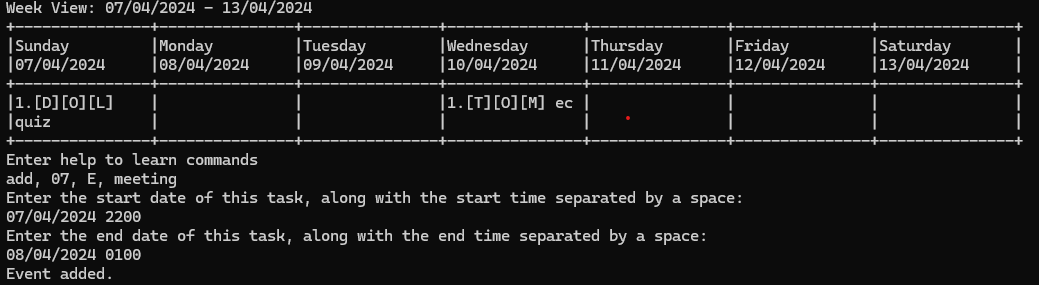 Week View: 07/04/2024 - 13/04/2024
+---------------+---------------+---------------+---------------+---------------+---------------+---------------+
|Sunday         |Monday         |Tuesday        |Wednesday      |Thursday       |Friday         |Saturday       |
|07/04/2024     |08/04/2024     |09/04/2024     |10/04/2024     |11/04/2024     |12/04/2024     |13/04/2024     |
+---------------+---------------+---------------+---------------+---------------+---------------+---------------+
|1.[D][O][L]    |               |               |1.[T][O][M] ec |               |               |               |
|quiz           |               |               |               |               |               |               |
+---------------+---------------+---------------+---------------+---------------+---------------+---------------+
Enter help to learn commands
add, 07, E, meeting
Enter the start date of this task, along with the start time separated by a space:
07/04/2024 2200
Enter the end date of this task, along with the end time separated by a space:
08/04/2024 0100
Event added.